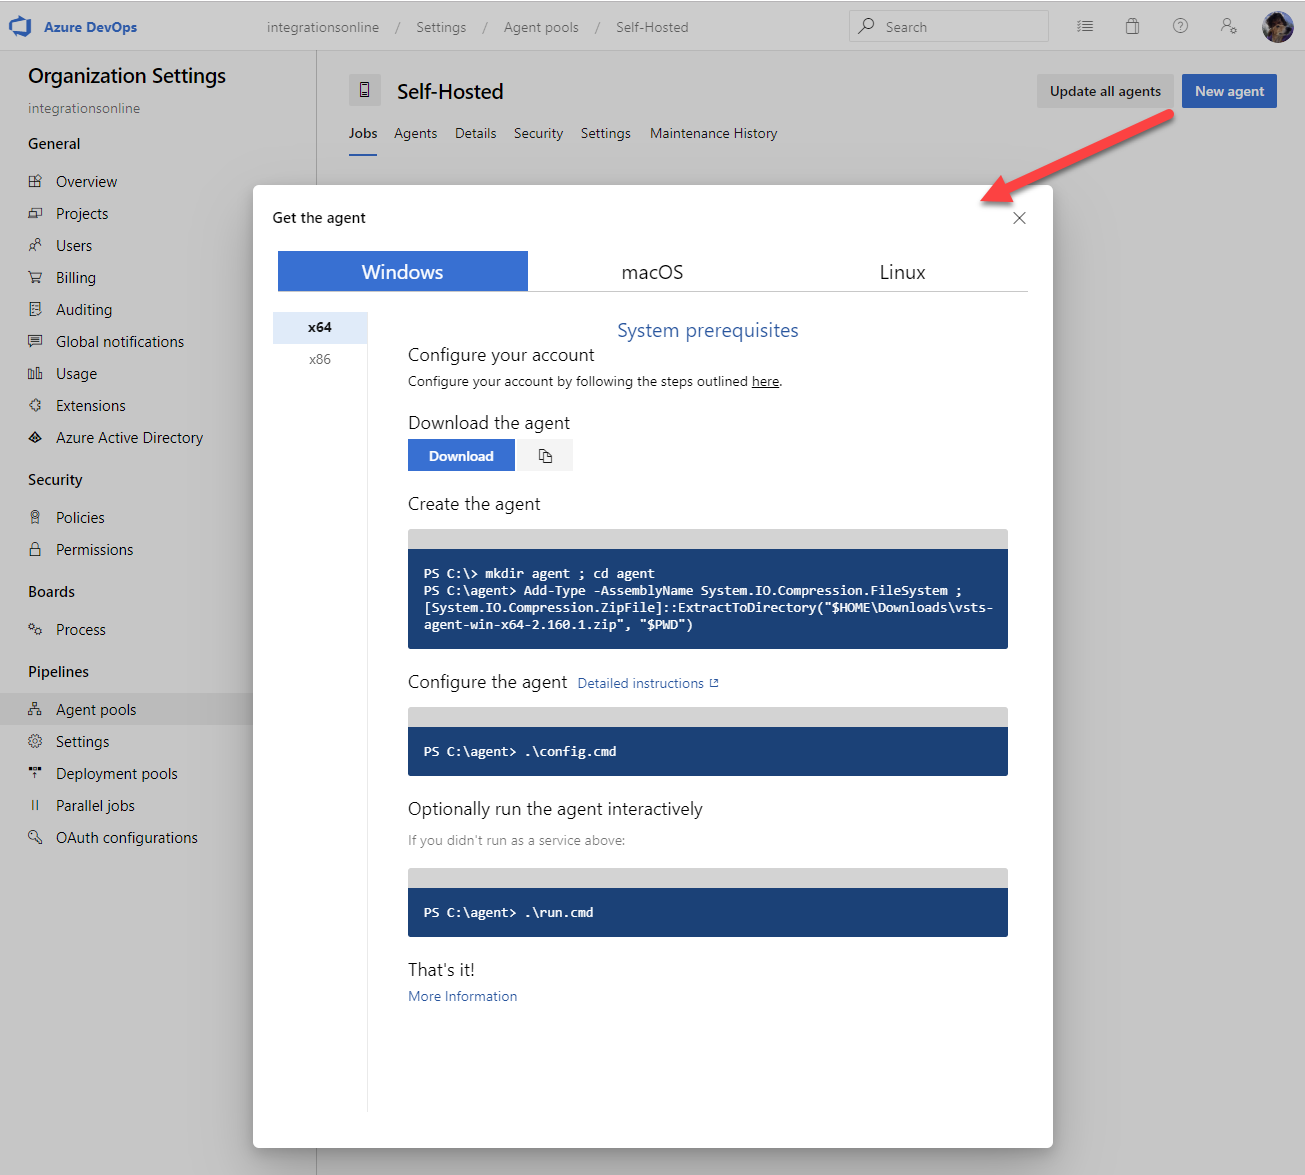 Azure DevOps
integrationsonline / Settings / Agent pools / Self-Hosted
Search
Organization Settings
integrationsonline
General
Overview
Projects
Users
Billing
Auditing
Global notifications
Usage
Extensions
Azure Active Directory
Security
Policies
Permissions
Boards
Process
Pipelines
Agent pools
Settings
Deployment pools
Parallel jobs
OAuth configurations
Self-Hosted
Update all agents
New agent
Jobs Agents Details Security Settings Maintenance History
Get the agent
Windows macOS Linux
x64
x86
System prerequisites
Configure your account
Configure your account by following the steps outlined here.
Download the agent
Download
Create the agent
PS C:\> mkdir agent ; cd agent
PS C:\agent> Add-Type -AssemblyName System.IO.Compression.FileSystem ;
[System.IO.Compression.ZipFile]::ExtractToDirectory("$HOME\Downloads\vsts-
agent-win-x64-2.160.1.zip", "$PWD")
Configure the agent Detailed instructions
PS C:\agent> .\config.cmd
Optionally run the agent interactively
If you didn't run as a service above:
PS C:\agent> .\run.cmd
That's it!
More Information